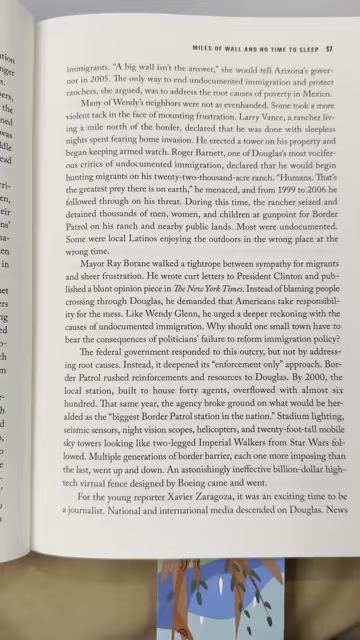 MILES OF WALL AND NO TIME TO SLEEP 57
immigrants. "A big wall isn't the answer," she would tell Arizona's gover-
nor in 2005. The only way to end undocumented immigration and protect
ranchers, she argued, was to address the root causes of poverty in Mexico.
Many of Wendy's neighbors were not as evenhanded. Some took a more
violent tack in the face of mounting frustration. Larry Vance, a rancher liv-
ing a mile north of the border, declared that he was done with sleepless
nights spent fearing home invasion. He erected a tower on his property and
began keeping armed watch. Roger Barnett, one of Douglas's most vocifer-
ous critics of undocumented immigration, declared that he would begin
hunting migrants on his twenty-two-thousand-acre ranch. "Humans. That's
the greatest prey there is on earth," he menaced, and from 1999 to 2006 he
followed through on his threat. During this time, the rancher seized and
detained thousands of men, women, and children at gunpoint for Border
Patrol on his ranch and nearby public lands. Most were undocumented.
Some were local Latinos enjoying the outdoors in the wrong place at the
wrong time.
Mayor Ray Borane walked a tightrope between sympathy for migrants
and sheer frustration. He wrote curt letters to President Clinton and pub-
lished a blunt opinion piece in The New York Times. Instead of blaming people
crossing through Douglas, he demanded that Americans take responsibil-
ity for the mess. Like Wendy Glenn, he urged a deeper reckoning with the
causes of undocumented immigration. Why should one small town have to
bear the consequences of politicians' failure to reform immigration policy?
The federal government responded to this outcry, but not by address-
ing root causes. Instead, it deepened its "enforcement only" approach. Bor-
der Patrol rushed reinforcements and resources to Douglas. By 2000, the
local station, built to house forty agents, overflowed with almost six
hundred. That same year, the agency broke ground on what would be her-
alded as the "biggest Border Patrol station in the nation." Stadium lighting,
seismic sensors, night vision scopes, helicopters, and twenty-foot-tall mobile
sky towers looking like two-legged Imperial Walkers from Star Wars fol-
lowed. Multiple generations of border barrier, each one more imposing than
the last, went up and down. An astonishingly ineffective billion-dollar high-
tech virtual fence designed by Boeing came and went.
For the young reporter Xavier Zaragoza, it was an exciting time to be
a journalist. National and international media descended on Douglas. News